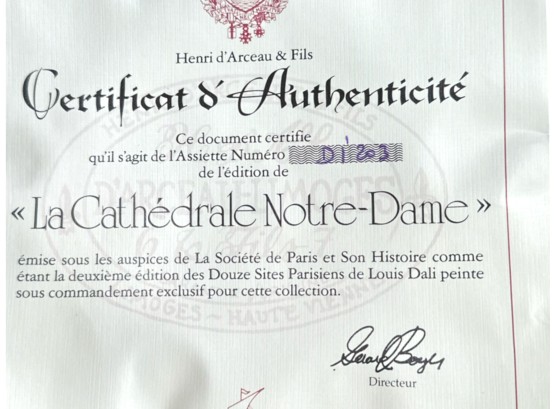 Henri d'Arceau & Fils
Certificat d'Authenticité
Ce document certifie
qu'il s'agit de l'Assiette Numéro D1203
de l'édition de
« La Cathédrale Notre-Dame »
émise sous les auspices de La Société de Paris et Son Histoire comme
étant la deuxième édition des Douze Sites Parisiens de Louis Dali peinte
sous commandement exclusif pour cette collection.
Directeur